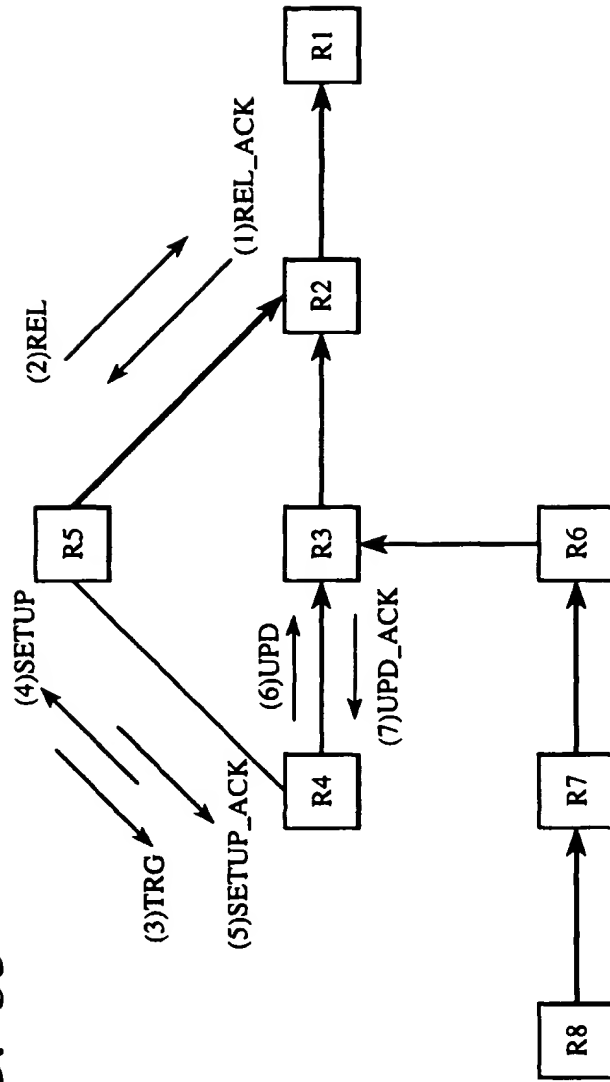 (2)REL
(1)REL_ACK
R1
R5
(4)SETUP
R2
(3)TRG
(5)SETUP_ACK
(6)UPD
R3
R4
(7)UPD_ACK
R6
R7
R8